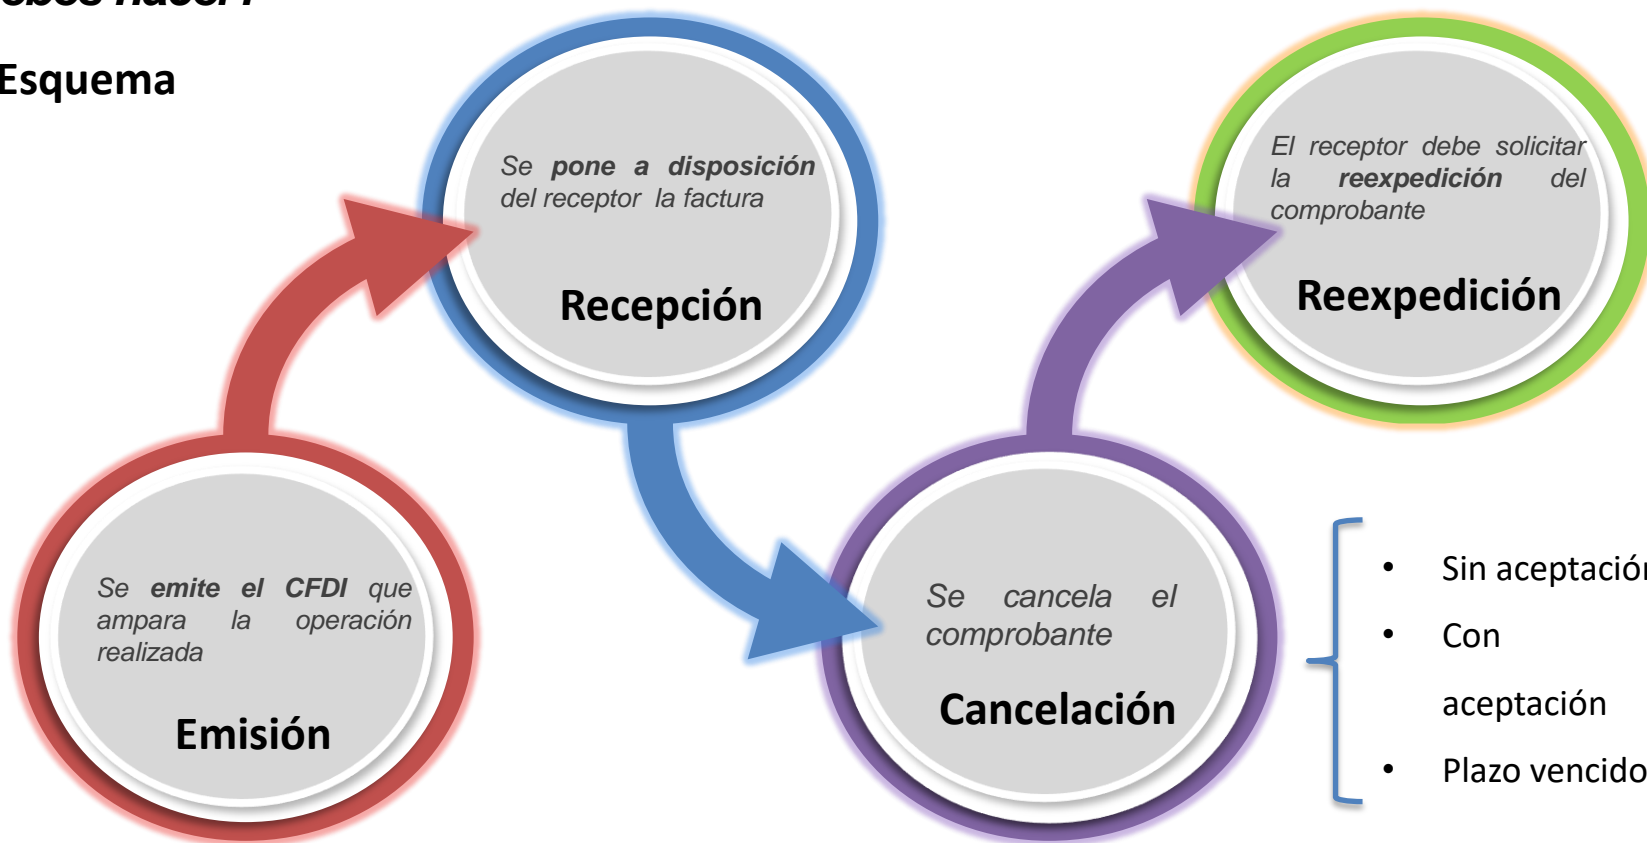 Esquema
Se pone a disposición
del receptor la factura
Recepción
El receptor debe solicitar
la reexpedición del
comprobante
Reexpedición
Se emite el CFDI que
ampara la operación
realizada
Emisión
Se cancela el
comprobante
Cancelación
• Sin aceptación
• Con
aceptación
• Plazo vencido